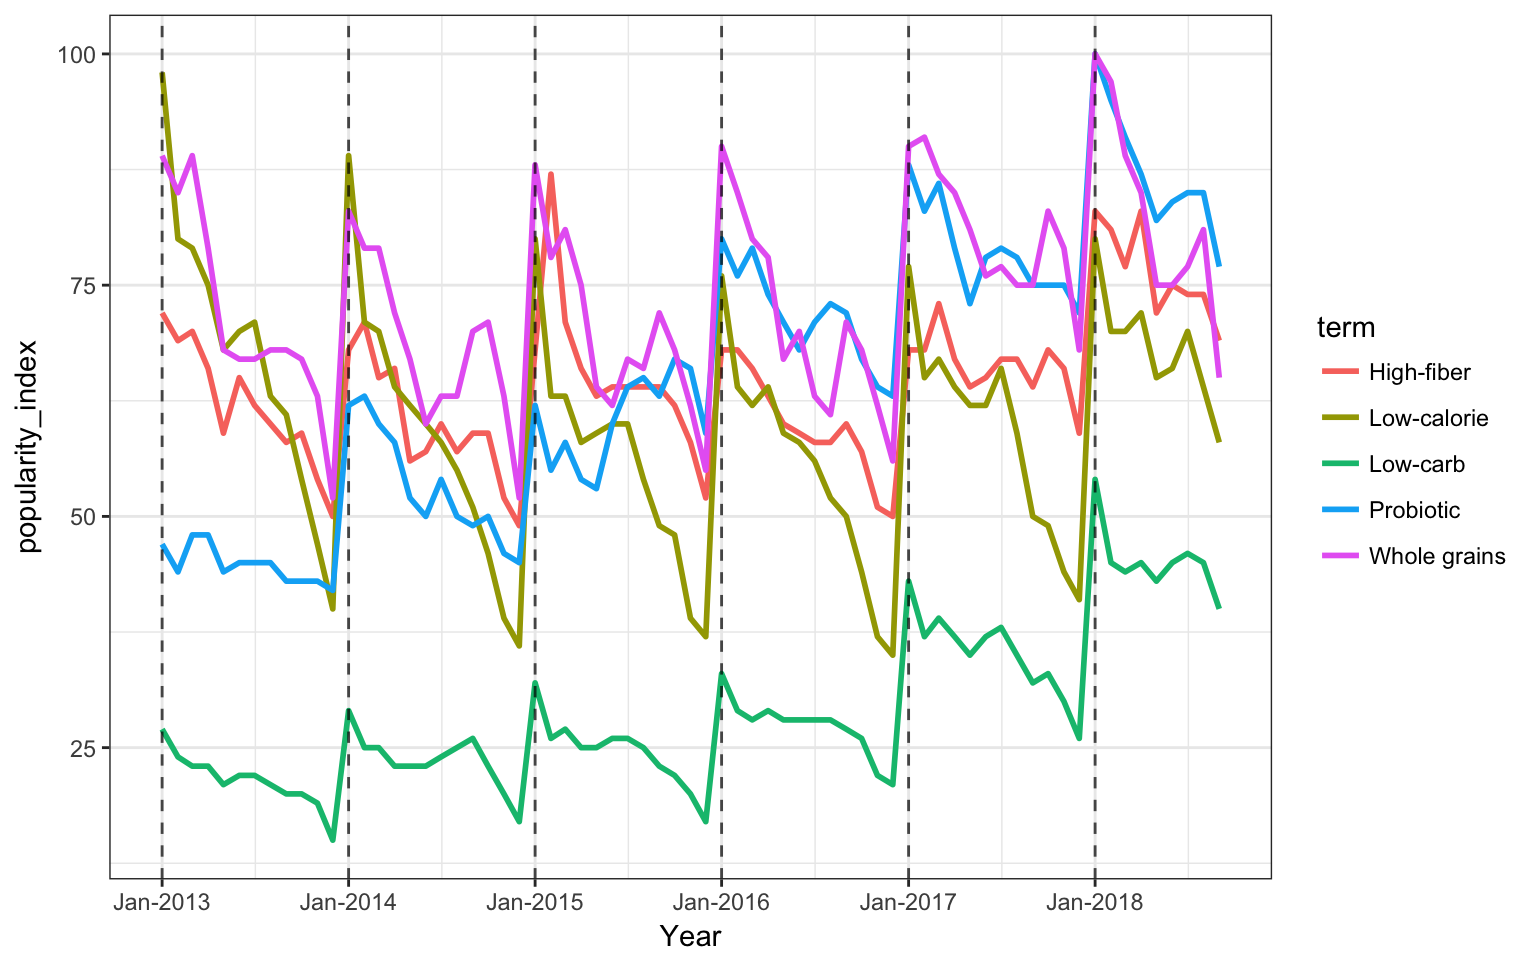 popularity_index
100
75
50
25
Jan-2013
Jan-2014
Jan-2015
Jan-2016
Jan-2017
Jan-2018
Year
term
High-fiber
Low-calorie
Low-carb
Probiotic
Whole grains